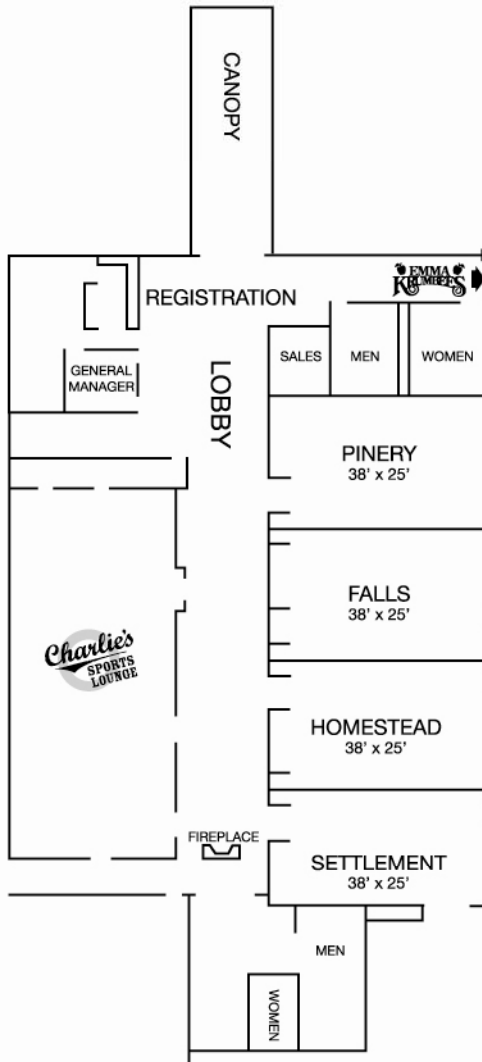 CANOPY
EMMA
KRUMBEES
REGISTRATION
SALES
MEN
WOMEN
GENERAL
MANAGER
LOBBY
PINERY
38' x 25'
FALLS
38' x 25'
Charlie's
SPORTS
LOUNGE
HOMESTEAD
38' x 25'
FIREPLACE
SETTLEMENT
38' x 25'
MEN
WOMEN